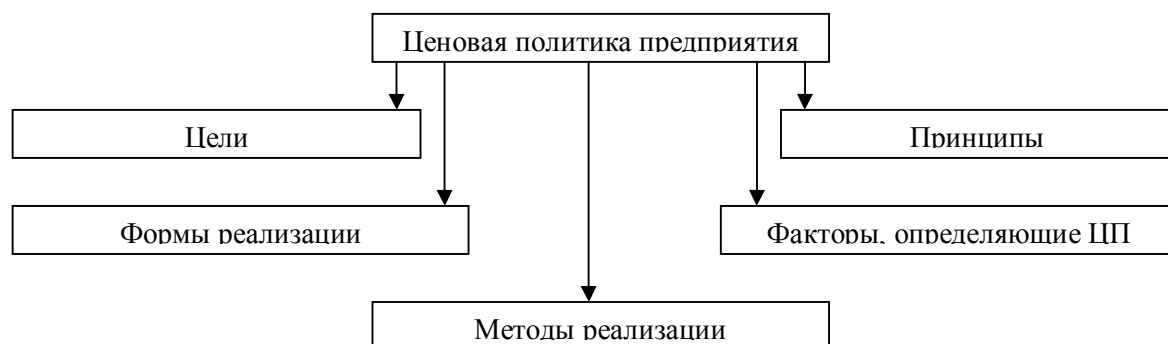 Ценовая политика предприятия
Цели
Принципы
Формы реализации
Факторы, определяющие ЦП
Методы реализации